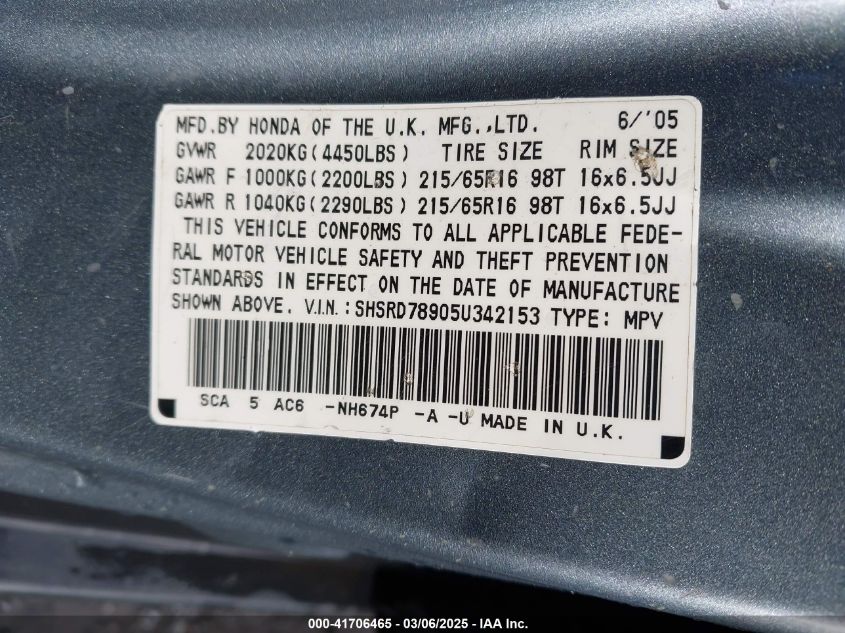 MFD.BY HONDA OF THE U.K. MFG.,LTD. 6/'05
GVWR 2020KG(4450LBS) TIRE SIZE RIM SIZE
GAWR F 1000KG(2200LBS) 215/65R16 98T 16x6.5JJ
GAWR R 1040KG(2290LBS) 215/65R16 98T 16x6.5JJ
THIS VEHICLE CONFORMS TO ALL APPLICABLE FEDE-
RAL MOTOR VEHICLE SAFETY AND THEFT PREVENTION
STANDARDS IN EFFECT ON THE DATE OF MANUFACTURE
SHOWN ABOVE. V.I.N.:SHSRD78905U342153 TYPE: MPV
SCA 5 AC6 -NH674P -A -U MADE IN U.K.
000-41706465 - 03/06/2025 - IAA Inc.